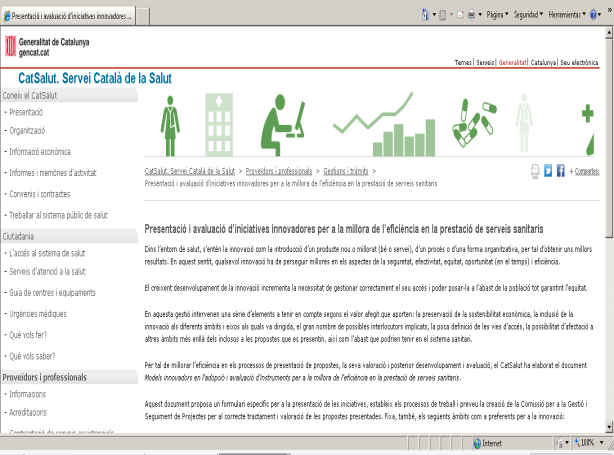 Presentació i avaluació d'iniciatives innovadores ...
Página ▾ Seguridad ▾ Herramientas ▾
Generalitat de Catalunya
gencat.cat
Temes| Serveis| Generalitat| Catalunya| Seu electrònica
CatSalut. Servei Català de la Salut
Coneix el CatSalut
- Presentació
- Organització
- Informació econòmica
- Informes i memòries d'activitat
- Convenis i contractes
- Treballar al sistema públic de salut
Ciutadania
- L'accés al sistema de salut
- Serveis d'atenció a la salut
- Guia de centres i equipaments
- Urgències mèdiques
- Què vols fer?
- Què vols saber?
Proveïdors i professionals
- Informacions
- Acreditacions
- Contractació de serveis assistencials
CatSalut. Servei Català de la Salut > Proveïdors i professionals > Gestions i tràmits >
Presentació i avaluació d'iniciatives innovadores per a la millora de l'eficiència en la prestació de serveis sanitaris
+ Comparteix
Presentació i avaluació d'iniciatives innovadores per a la millora de l'eficiència en la prestació de serveis sanitaris
Dins l'entorn de salut, s'entén la innovació com la introducció d'un producte nou o millorat (bé o servei), d'un procés o d'una forma organitzativa, per tal d'obtenir uns millors
resultats. En aquest sentit, qualsevol innovació ha de perseguir millores en els aspectes de la seguretat, efectivitat, equitat, oportunitat (en el temps) i eficiència.
El creixent desenvolupament de la innovació incrementa la necessitat de gestionar correctament el seu accés i poder posar-la a l'abast de la població tot garantint l'equitat.
En aquesta gestió intervenen una sèrie d'elements a tenir en compte segons el valor afegit que aporten: la preservació de la sostenibilitat econòmica, la inclusió de la
innovació als diferents àmbits i eixos als quals va dirigida, el gran nombre de possibles interlocutors implicats, la poca definició de les vies d'accés, la possibilitat d'afectació a
altres àmbits més enllà dels inclosos a les propostes que es presentin, així com l'abast que podrien tenir en el sistema sanitari.
Per tal de millorar l'eficiència en els processos de presentació de propostes, la seva valoració i posterior desenvolupament i avaluació, el CatSalut ha elaborat el document
Models innovadors en l'adopció i avaluació d'instruments per a la millora de l'eficiència en la prestació de serveis sanitaris.
Aquest document proposa un formulari específic per a la presentació de les iniciatives, estableix els processos de treball i preveu la creació de la Comissió per a la Gestió i
Seguiment de Projectes per al correcte tractament i valoració de les propostes presentades. Fixa, també, els següents àmbits com a preferents per a la innovació:
Internet
100% ▾